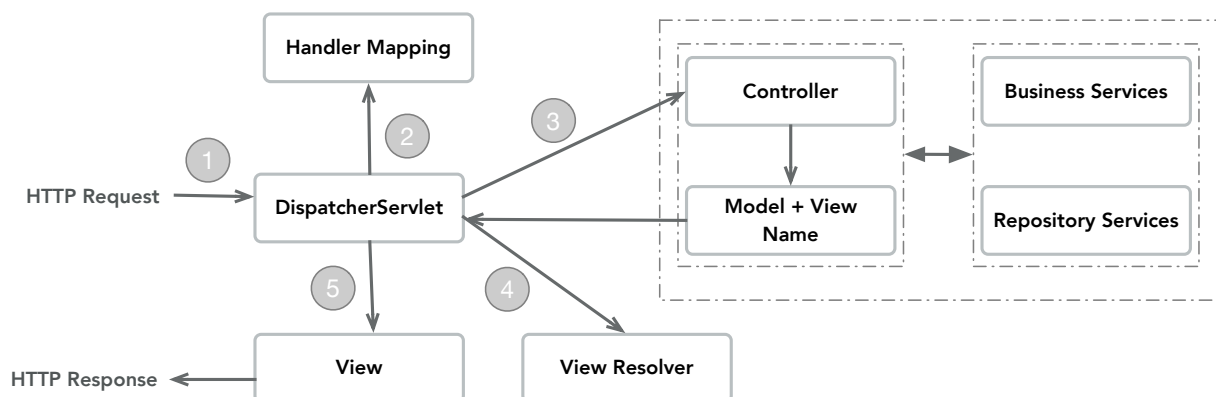 Handler Mapping
Controller
Business Services
1
2
3
HTTP Request
DispatcherServlet
Model + View
Name
Repository Services
5
4
View
View Resolver
HTTP Response